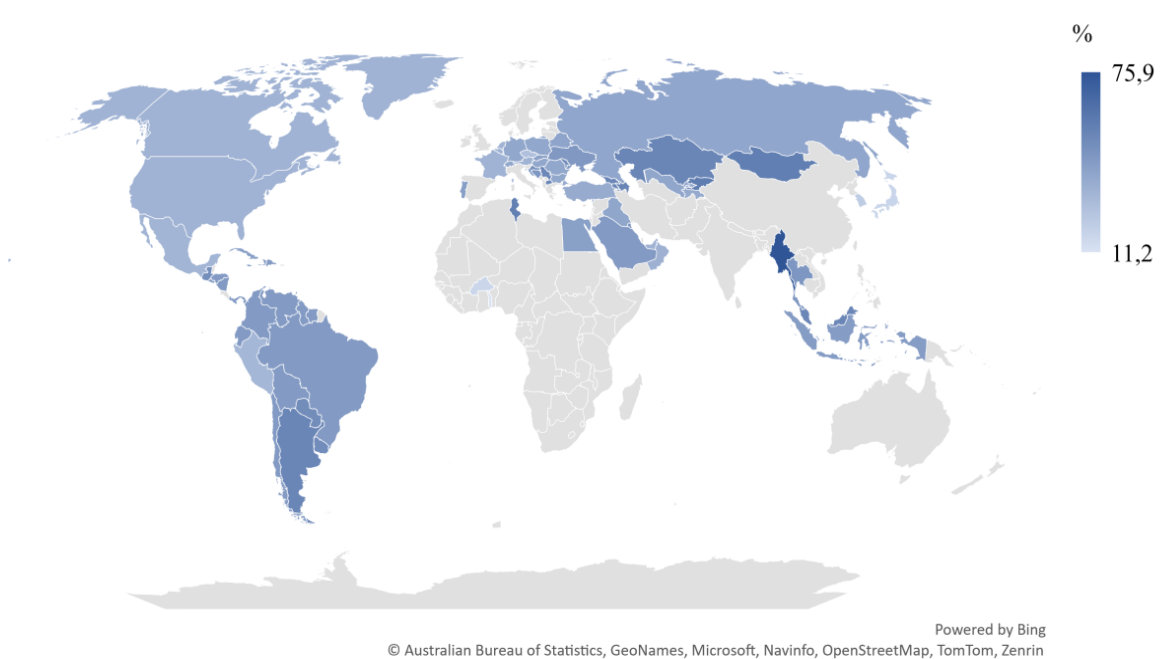 %
75,9
11,2
Powered by Bing
© Australian Bureau of Statistics, GeoNames, Microsoft, Navinfo, OpenStreetMap, TomTom, Zenrin